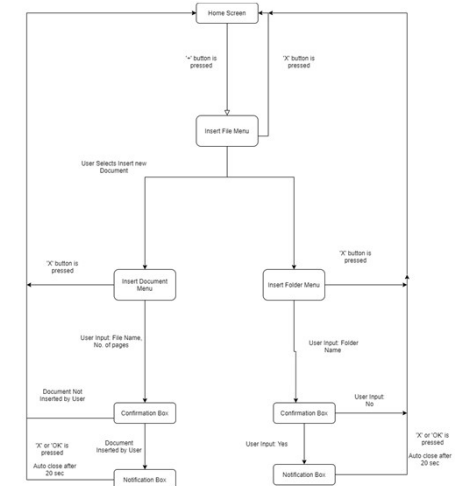 Home Screen
'+' button is
pressed
'X' button is
pressed
Insert File Menu
User Selects Insert new
Document
'X' button is
pressed
'X' button is
pressed
Insert Document
Menu
Insert Folder Menu
User Input: File Name,
No. of pages
User Input: Folder
Name
Document Not
Inserted by User
User Input:
No
Confirmation Box
Confirmation Box
'X' or 'OK' is
pressed
Auto close after
20 sec
Document
Inserted by User
User Input: Yes
'X' or 'OK' is
pressed
Auto close after
20 sec
Notification Box
Notification Box